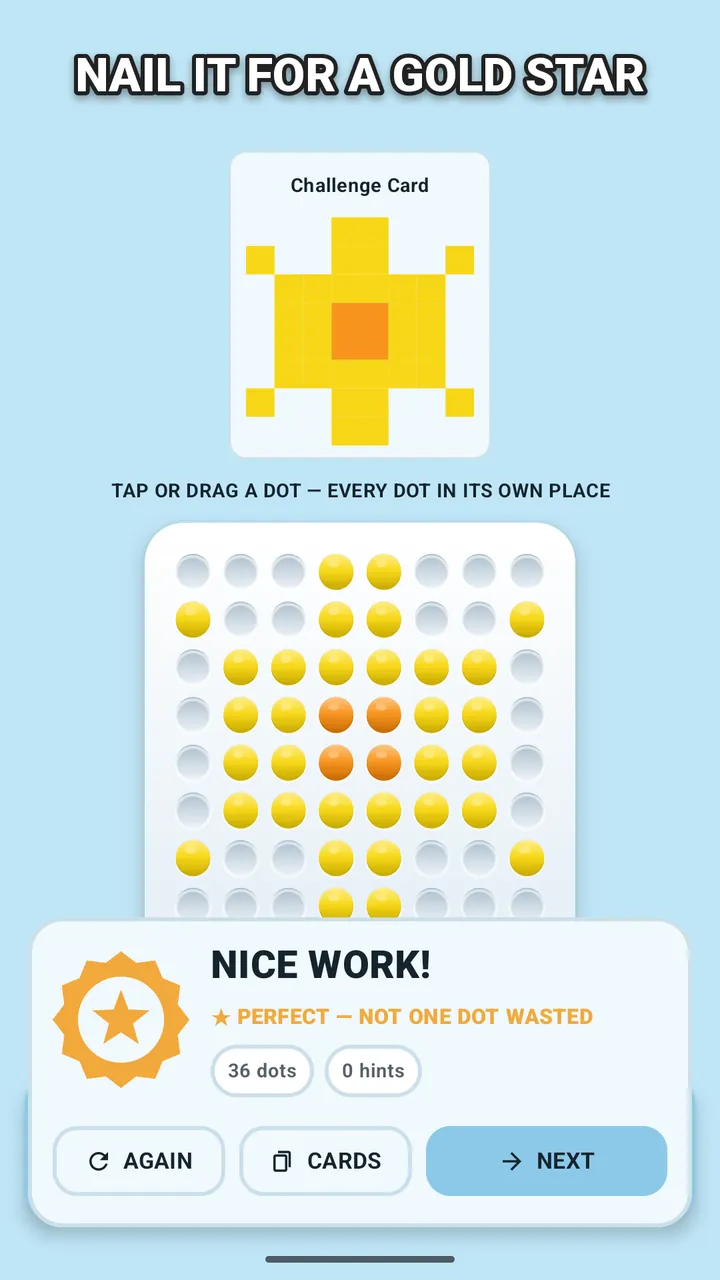 NAIL IT FOR A GOLD STAR
Challenge Card
TAP OR DRAG A DOT — EVERY DOT IN ITS OWN PLACE
NICE WORK!
★ PERFECT — NOT ONE DOT WASTED
36 dots
0 hints
AGAIN
CARDS
NEXT